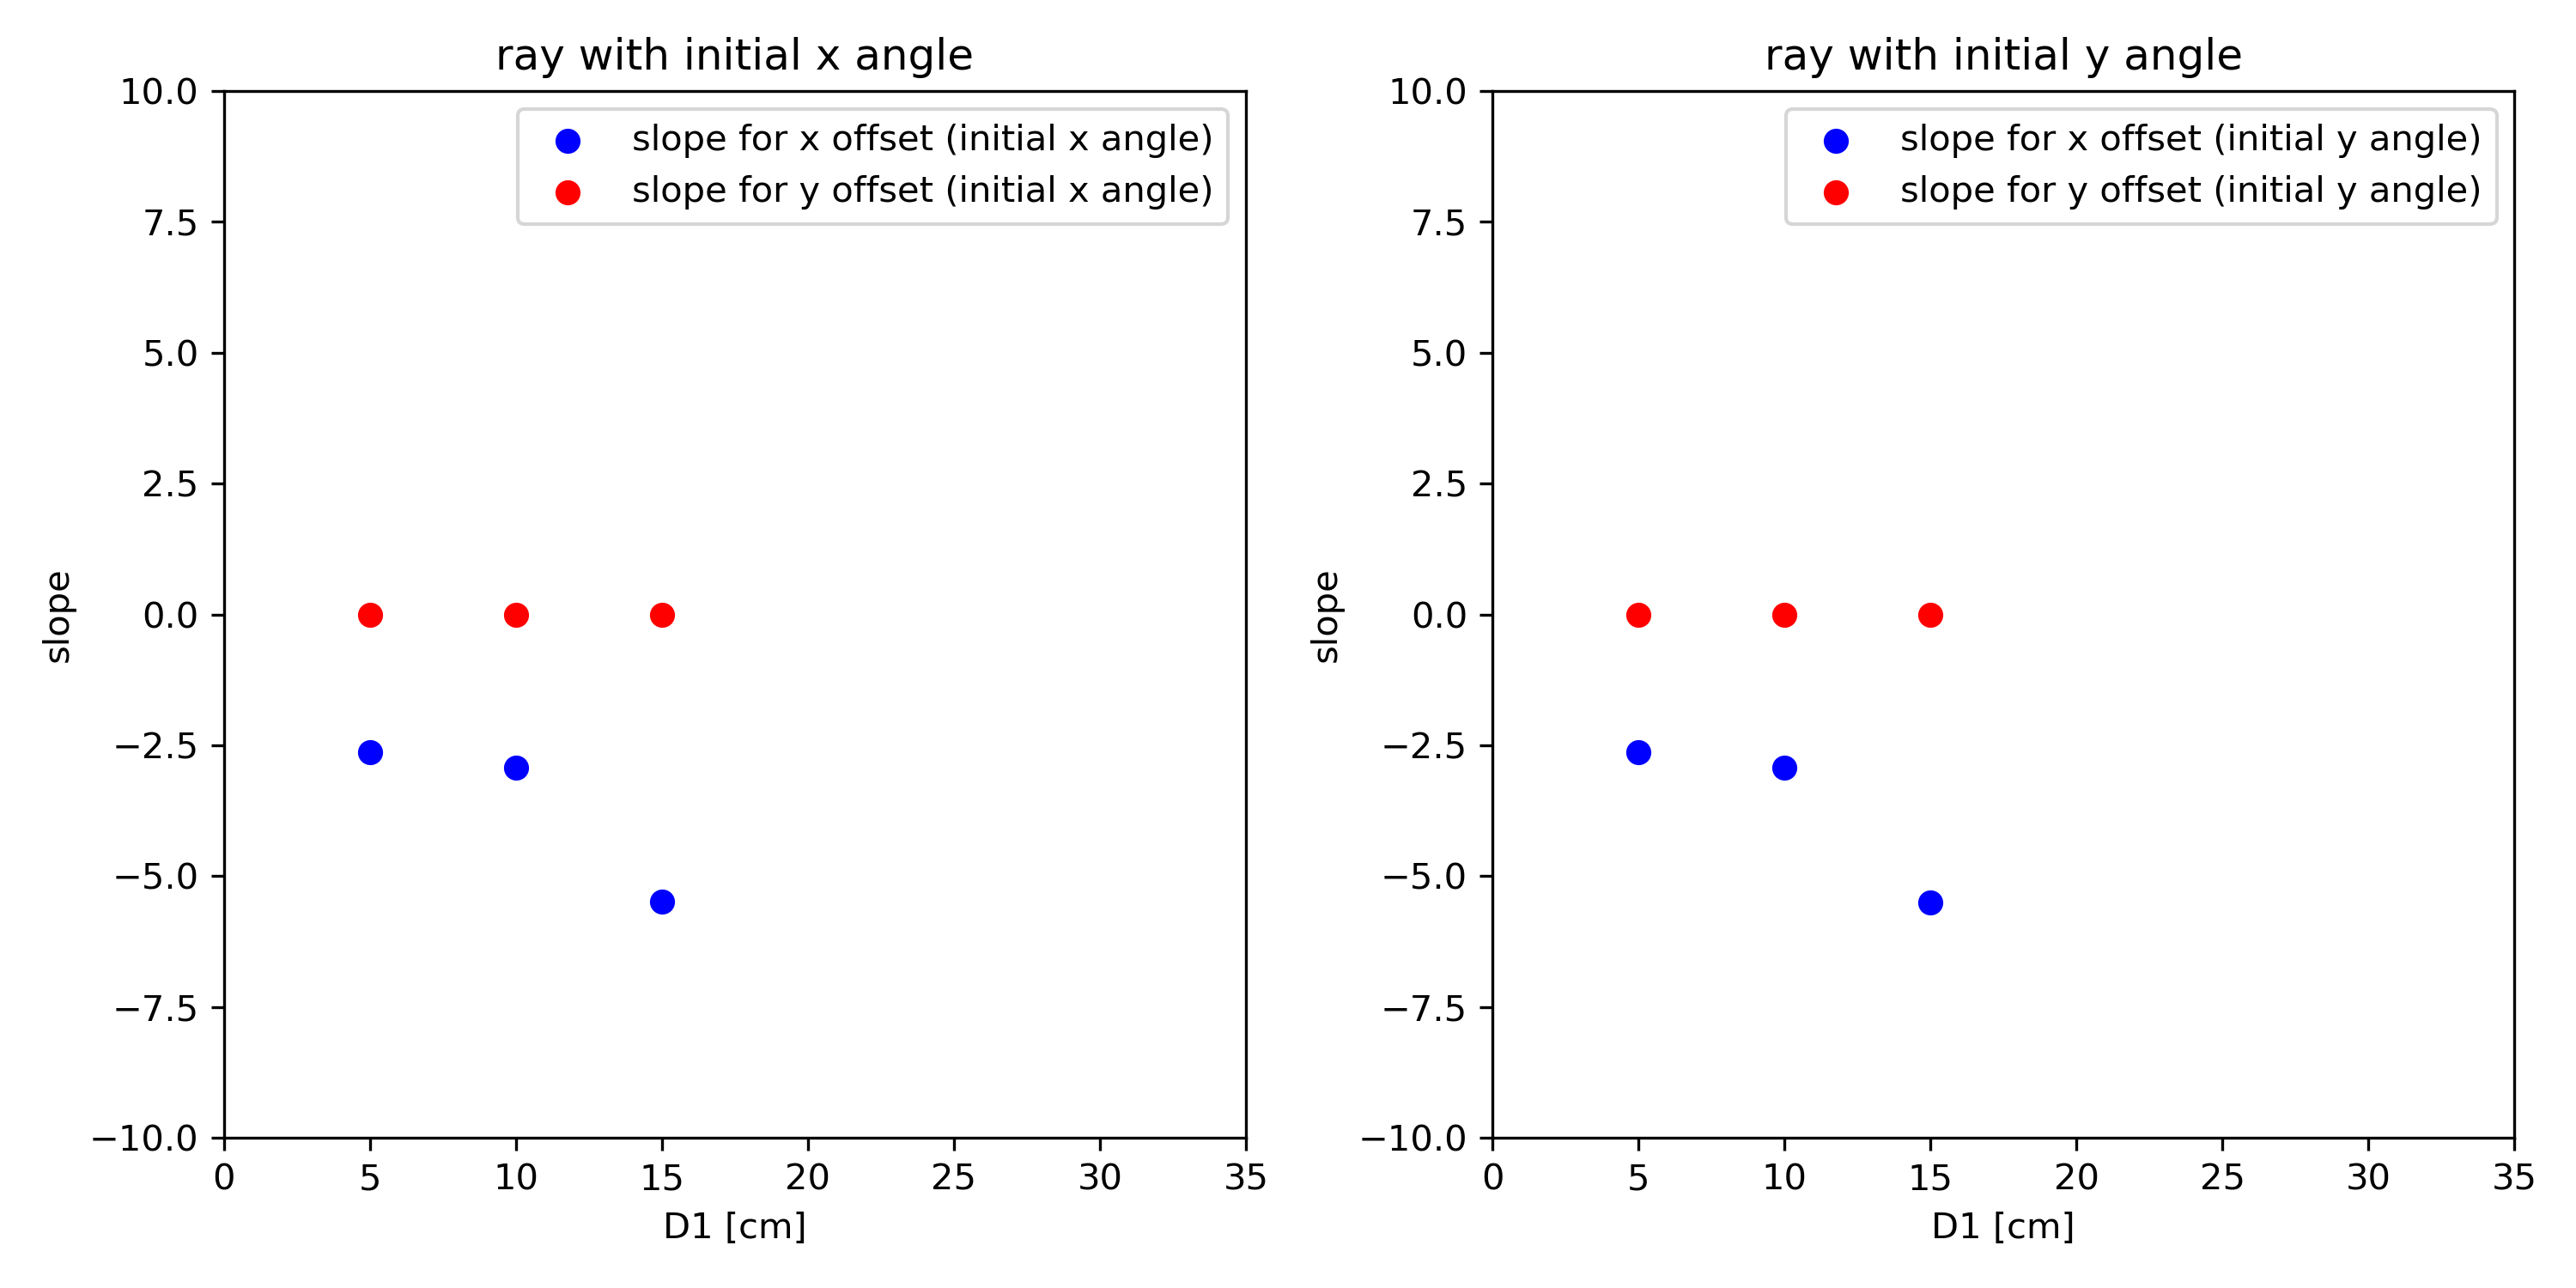 ray with initial x angle
slope for x offset (initial x angle)
slope for y offset (initial x angle)
10.0
7.5
5.0
2.5
0.0
−2.5
−5.0
−7.5
−10.0
slope
0 5 10 15 20 25 30 35
D1 [cm]
ray with initial y angle
slope for x offset (initial y angle)
slope for y offset (initial y angle)
10.0
7.5
5.0
2.5
0.0
−2.5
−5.0
−7.5
−10.0
slope
0 5 10 15 20 25 30 35
D1 [cm]